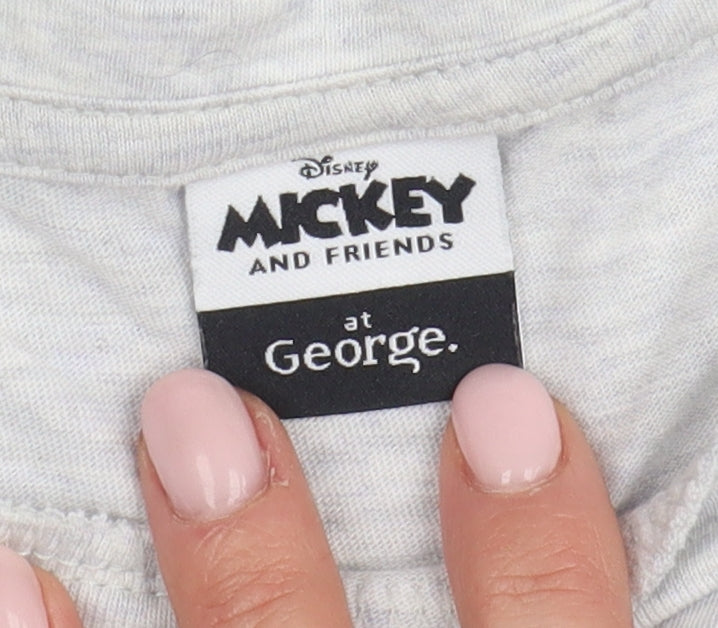 Disney
MICKEY
AND FRIENDS
at
George.